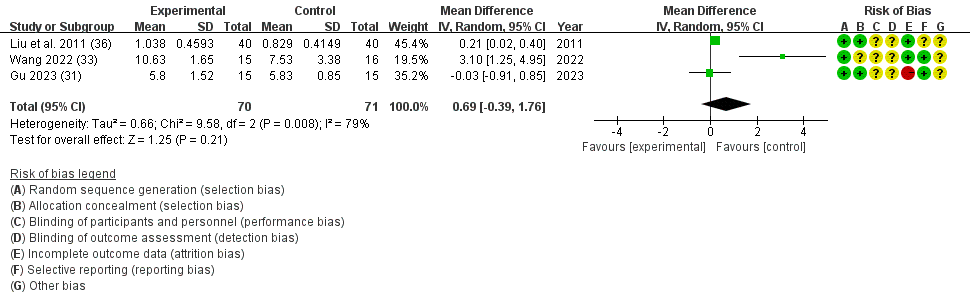 Experimental Control Mean Difference Mean Difference Risk of Bias
Study or Subgroup Mean SD Total Mean SD Total Weight IV, Random, 95% CI Year IV, Random, 95% CI A B C D E F G
Liu et al. 2011 (36) 1.038 0.4593 40 0.829 0.4149 40 45.4% 0.21 [0.02, 0.40] 2011 + + ? ? + ? ?
Wang 2022 (33) 10.63 1.65 15 7.53 3.38 16 19.5% 3.10 [1.25, 4.95] 2022 + ? ? ? + + ?
Gu 2023 (31) 5.8 1.52 15 5.83 0.85 15 35.2% -0.03 [-0.91, 0.85] 2023 + + ? ? - + ?
Total (95% CI) 70 71 100.0% 0.69 [-0.39, 1.76]
Heterogeneity: Tau² = 0.66; Chi² = 9.58, df = 2 (P = 0.008); I² = 79%
Test for overall effect: Z = 1.25 (P = 0.21)
-4 -2 0 2 4
Favours [experimental] Favours [control]
Risk of bias legend
(A) Random sequence generation (selection bias)
(B) Allocation concealment (selection bias)
(C) Blinding of participants and personnel (performance bias)
(D) Blinding of outcome assessment (detection bias)
(E) Incomplete outcome data (attrition bias)
(F) Selective reporting (reporting bias)
(G) Other bias